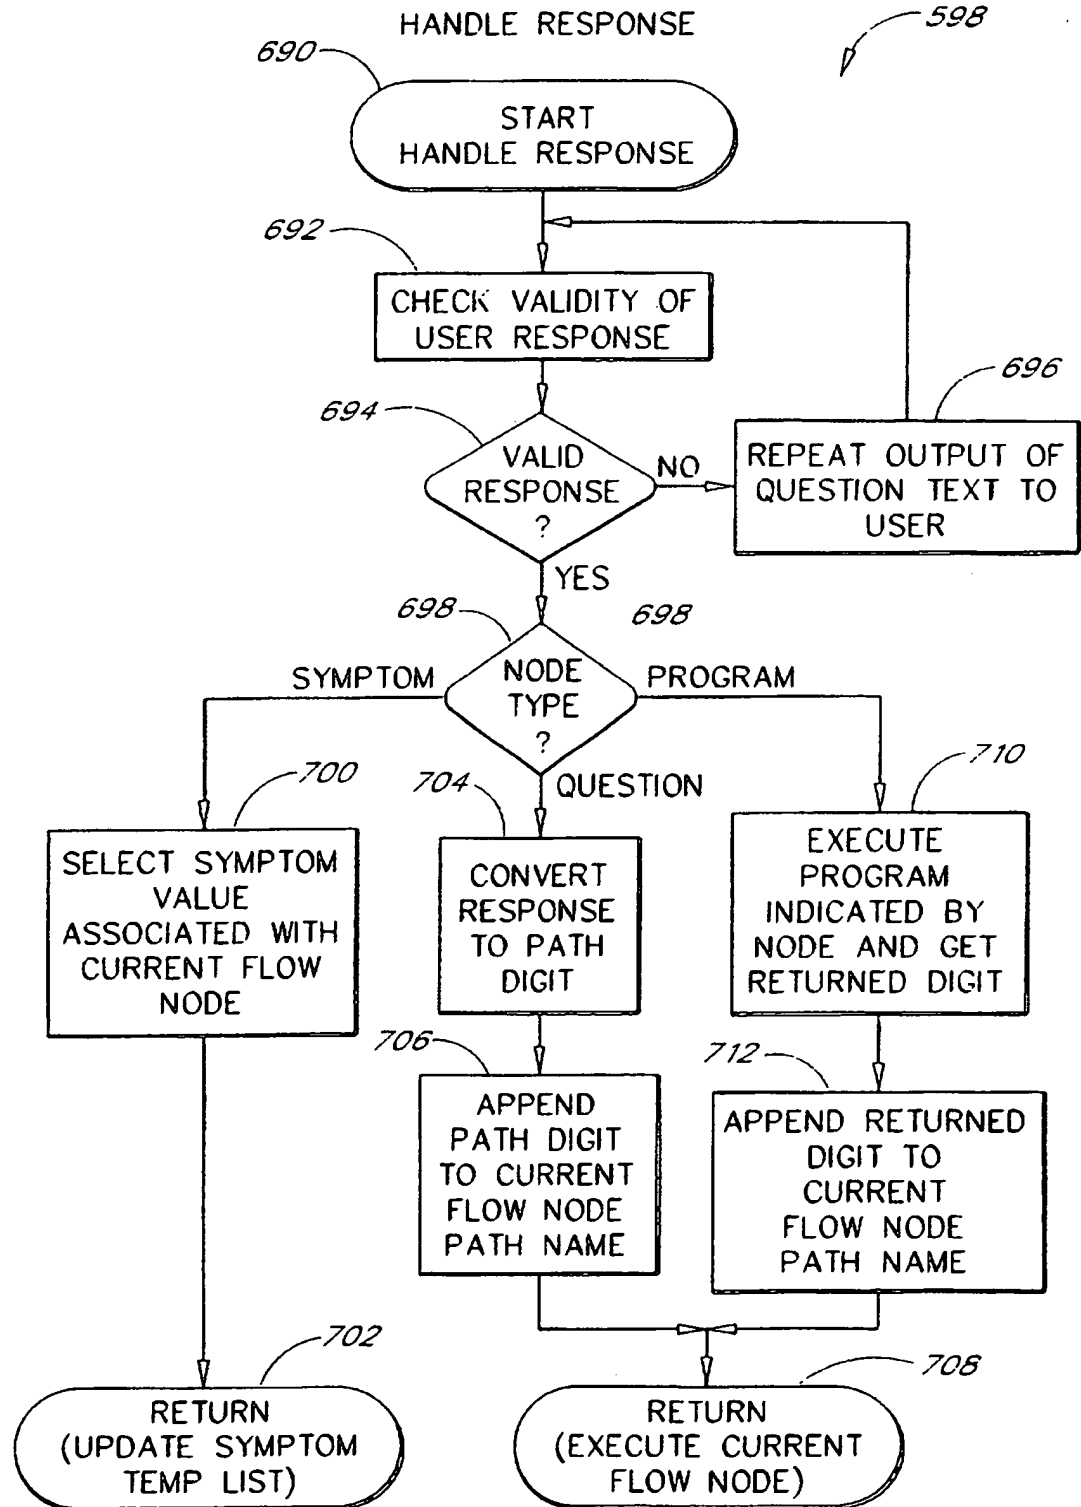 HANDLE RESPONSE
598
690
START
HANDLE RESPONSE
692
CHECK VALIDITY OF
USER RESPONSE
694
VALID
RESPONSE
?
NO
696
REPEAT OUTPUT OF
QUESTION TEXT TO
USER
YES
698
698
NODE
TYPE
?
SYMPTOM
PROGRAM
QUESTION
700
SELECT SYMPTOM
VALUE
ASSOCIATED WITH
CURRENT FLOW
NODE
704
CONVERT
RESPONSE
TO PATH
DIGIT
710
EXECUTE
PROGRAM
INDICATED BY
NODE AND GET
RETURNED DIGIT
706
APPEND
PATH DIGIT
TO CURRENT
FLOW NODE
PATH NAME
712
APPEND RETURNED
DIGIT TO
CURRENT
FLOW NODE
PATH NAME
702
RETURN
(UPDATE SYMPTOM
TEMP LIST)
708
RETURN
(EXECUTE CURRENT
FLOW NODE)